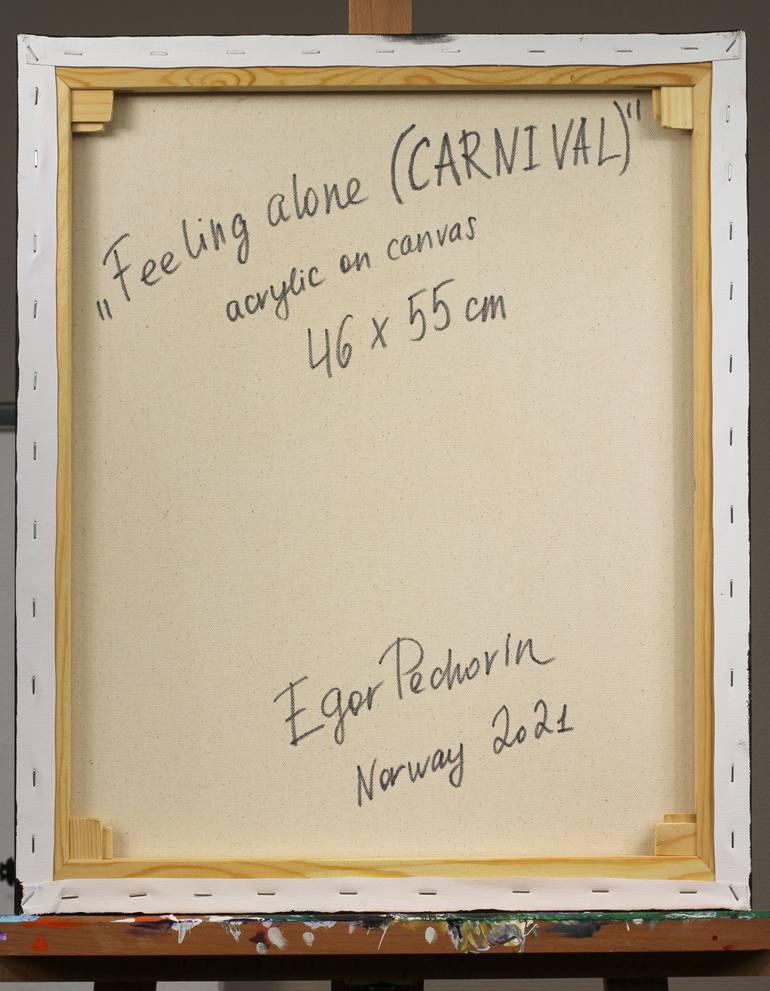 „Feeling alone (CARNIVAL)"
acrylic on canvas
46 x 55 cm
Egor Pechorin
Norway 2021